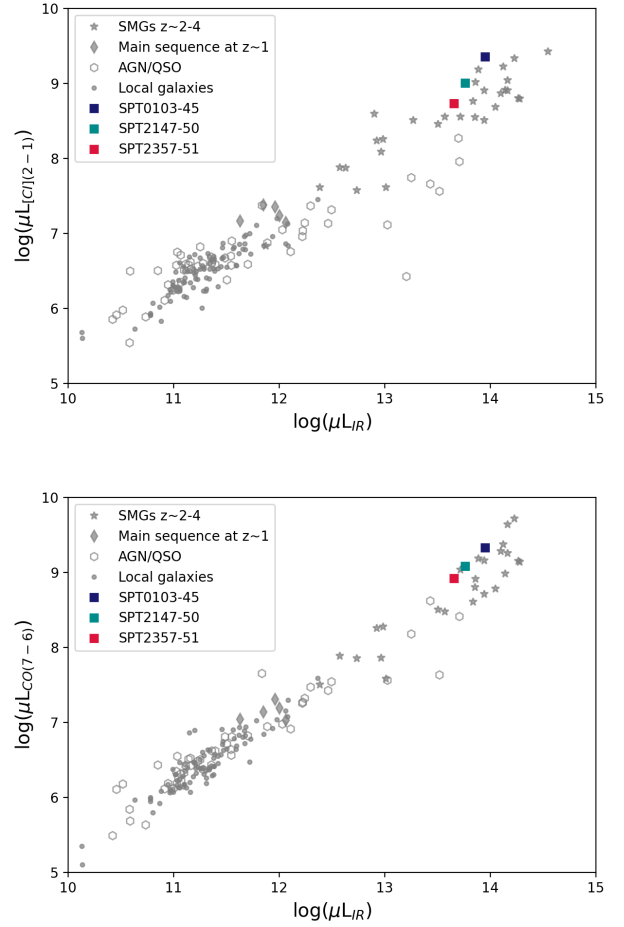 10
9
8
7
6
5
log(μL[CI](2 − 1))
SMGs z~2-4
Main sequence at z~1
AGN/QSO
Local galaxies
SPT0103-45
SPT2147-50
SPT2357-51
10 11 12 13 14 15
log(μLIR)
10
9
8
7
6
5
log(μLCO(7 − 6))
SMGs z~2-4
Main sequence at z~1
AGN/QSO
Local galaxies
SPT0103-45
SPT2147-50
SPT2357-51
10 11 12 13 14 15
log(μLIR)